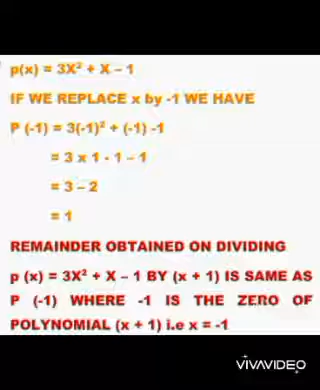 p(x) = 3X² + X – 1
IF WE REPLACE x by -1 WE HAVE
P (-1) = 3(-1)² + (-1) -1
= 3 x 1 - 1 – 1
= 3 – 2
= 1
REMAINDER OBTAINED ON DIVIDING
p (x) = 3X² + X – 1 BY (x + 1) IS SAME AS
P (-1) WHERE -1 IS THE ZERO OF
POLYNOMIAL (x + 1) i.e x = -1
VIVAVIDEO